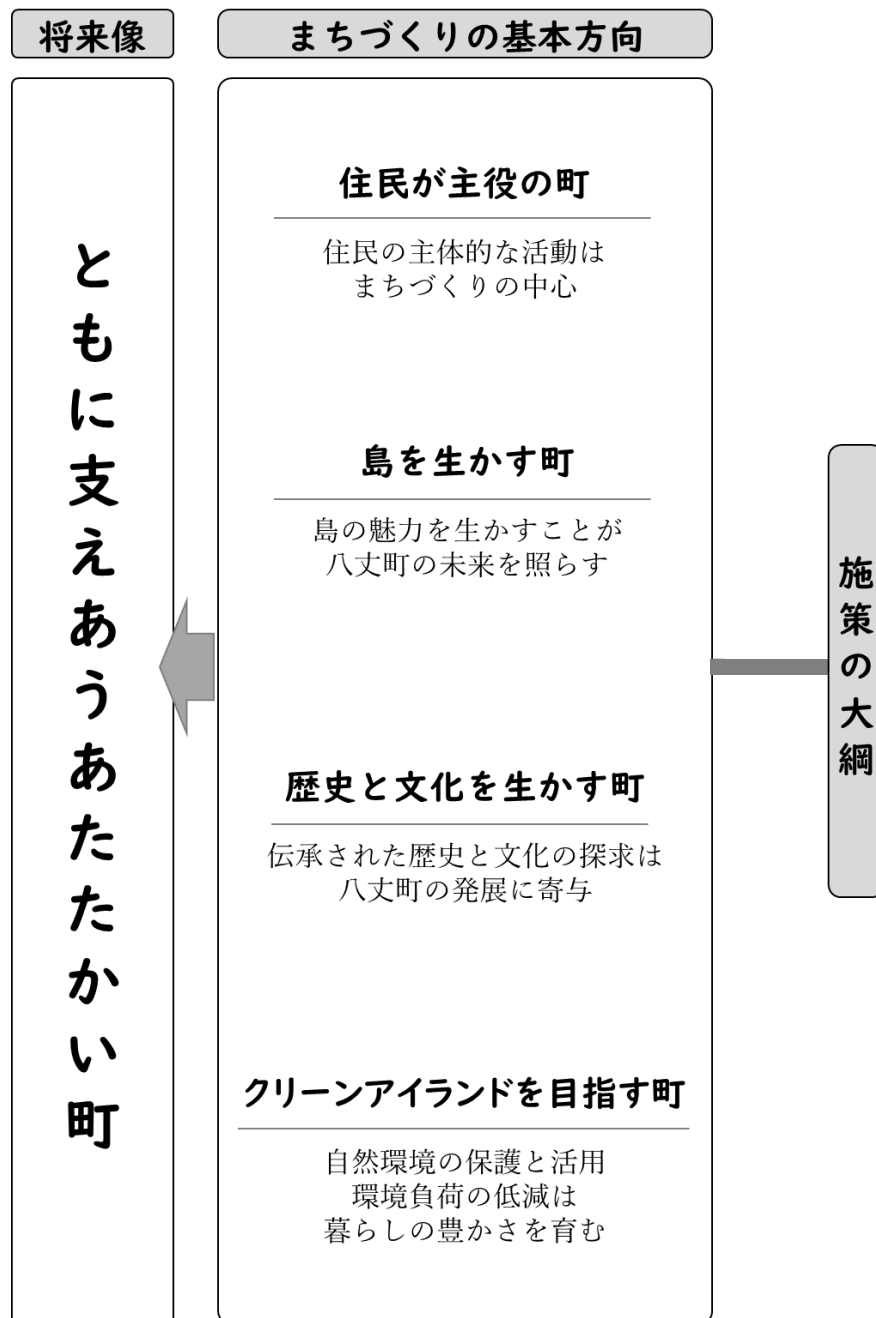 将来像
ともに支えあうあたたかい町
まちづくりの基本方向
住民が主役の町
住民の主体的な活動は
まちづくりの中心
島を生かす町
島の魅力を生かすことが
八丈町の未来を照らす
歴史と文化を生かす町
伝承された歴史と文化の探求は
八丈町の発展に寄与
クリーンアイランドを目指す町
自然環境の保護と活用
環境負荷の低減は
暮らしの豊かさを育む
施策の大綱